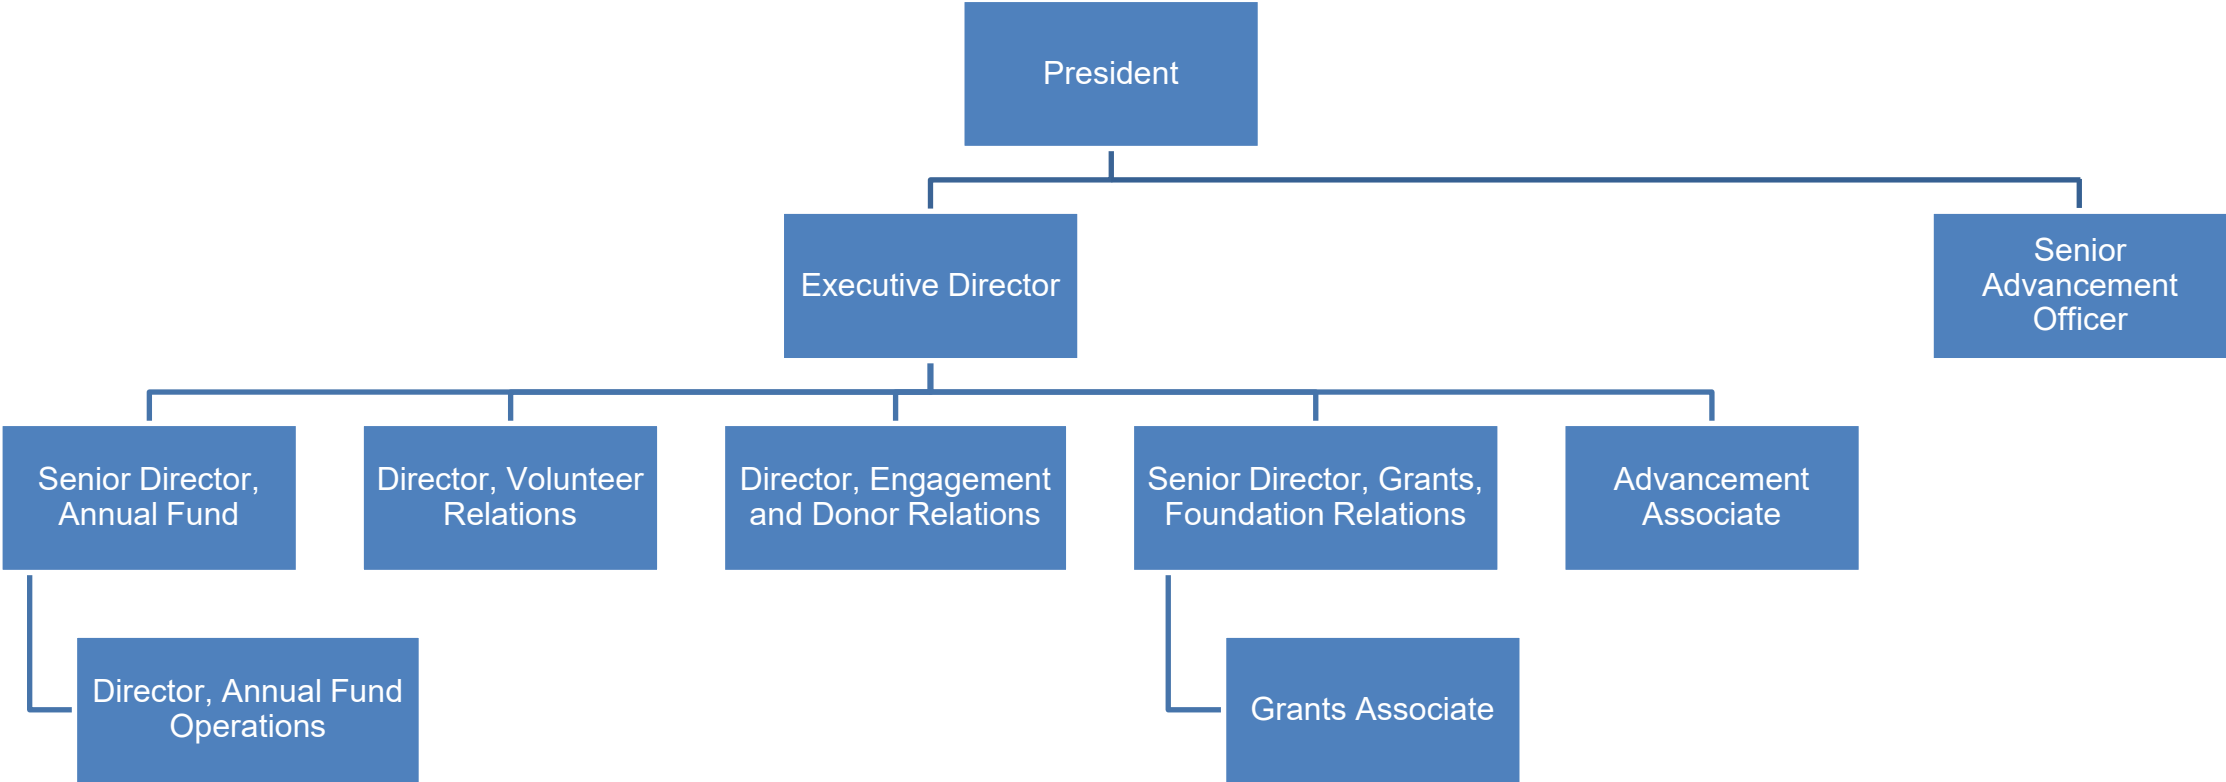 President
Executive Director
Senior
Advancement
Officer
Senior Director,
Annual Fund
Director, Volunteer
Relations
Director, Engagement
and Donor Relations
Senior Director, Grants,
Foundation Relations
Advancement
Associate
Director, Annual Fund
Operations
Grants Associate